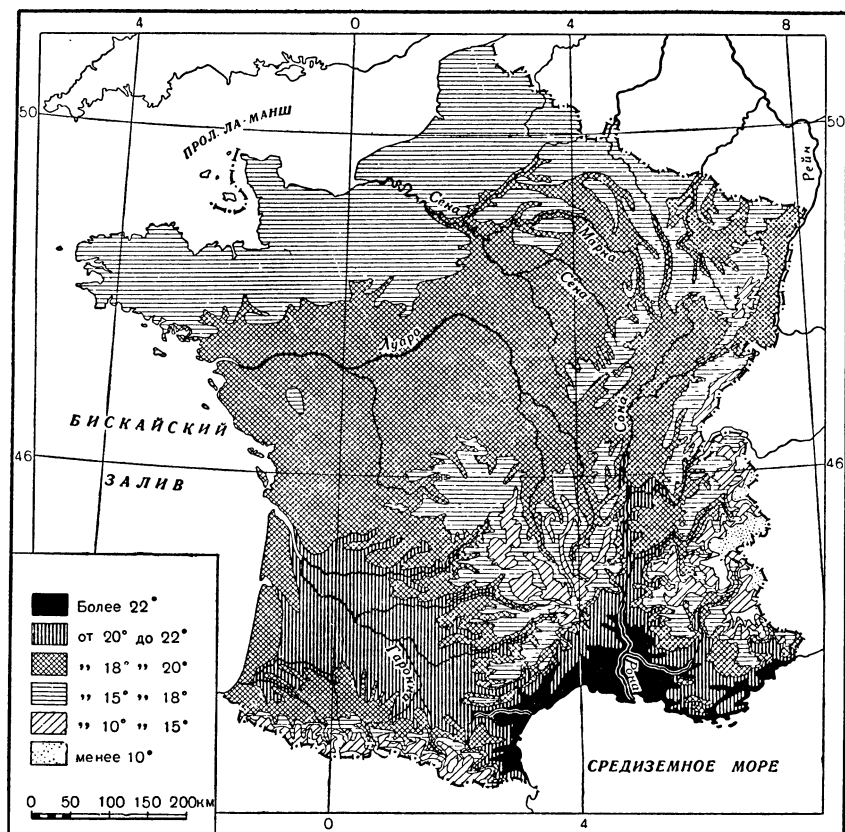 4
0
4
8
50
50
ПРОЛ. ЛА-МАНШ
Рейн
Сена
Марна
Сена
Луара
Сона
БИСКАЙСКИЙ
ЗАЛИВ
46
46
Гаронна
Рона
Более 22°
от 20° до 22°
„ 18° „ 20°
„ 15° „ 18°
„ 10° „ 15°
менее 10°
СРЕДИЗЕМНОЕ МОРЕ
0 50 100 150 200км
0
4